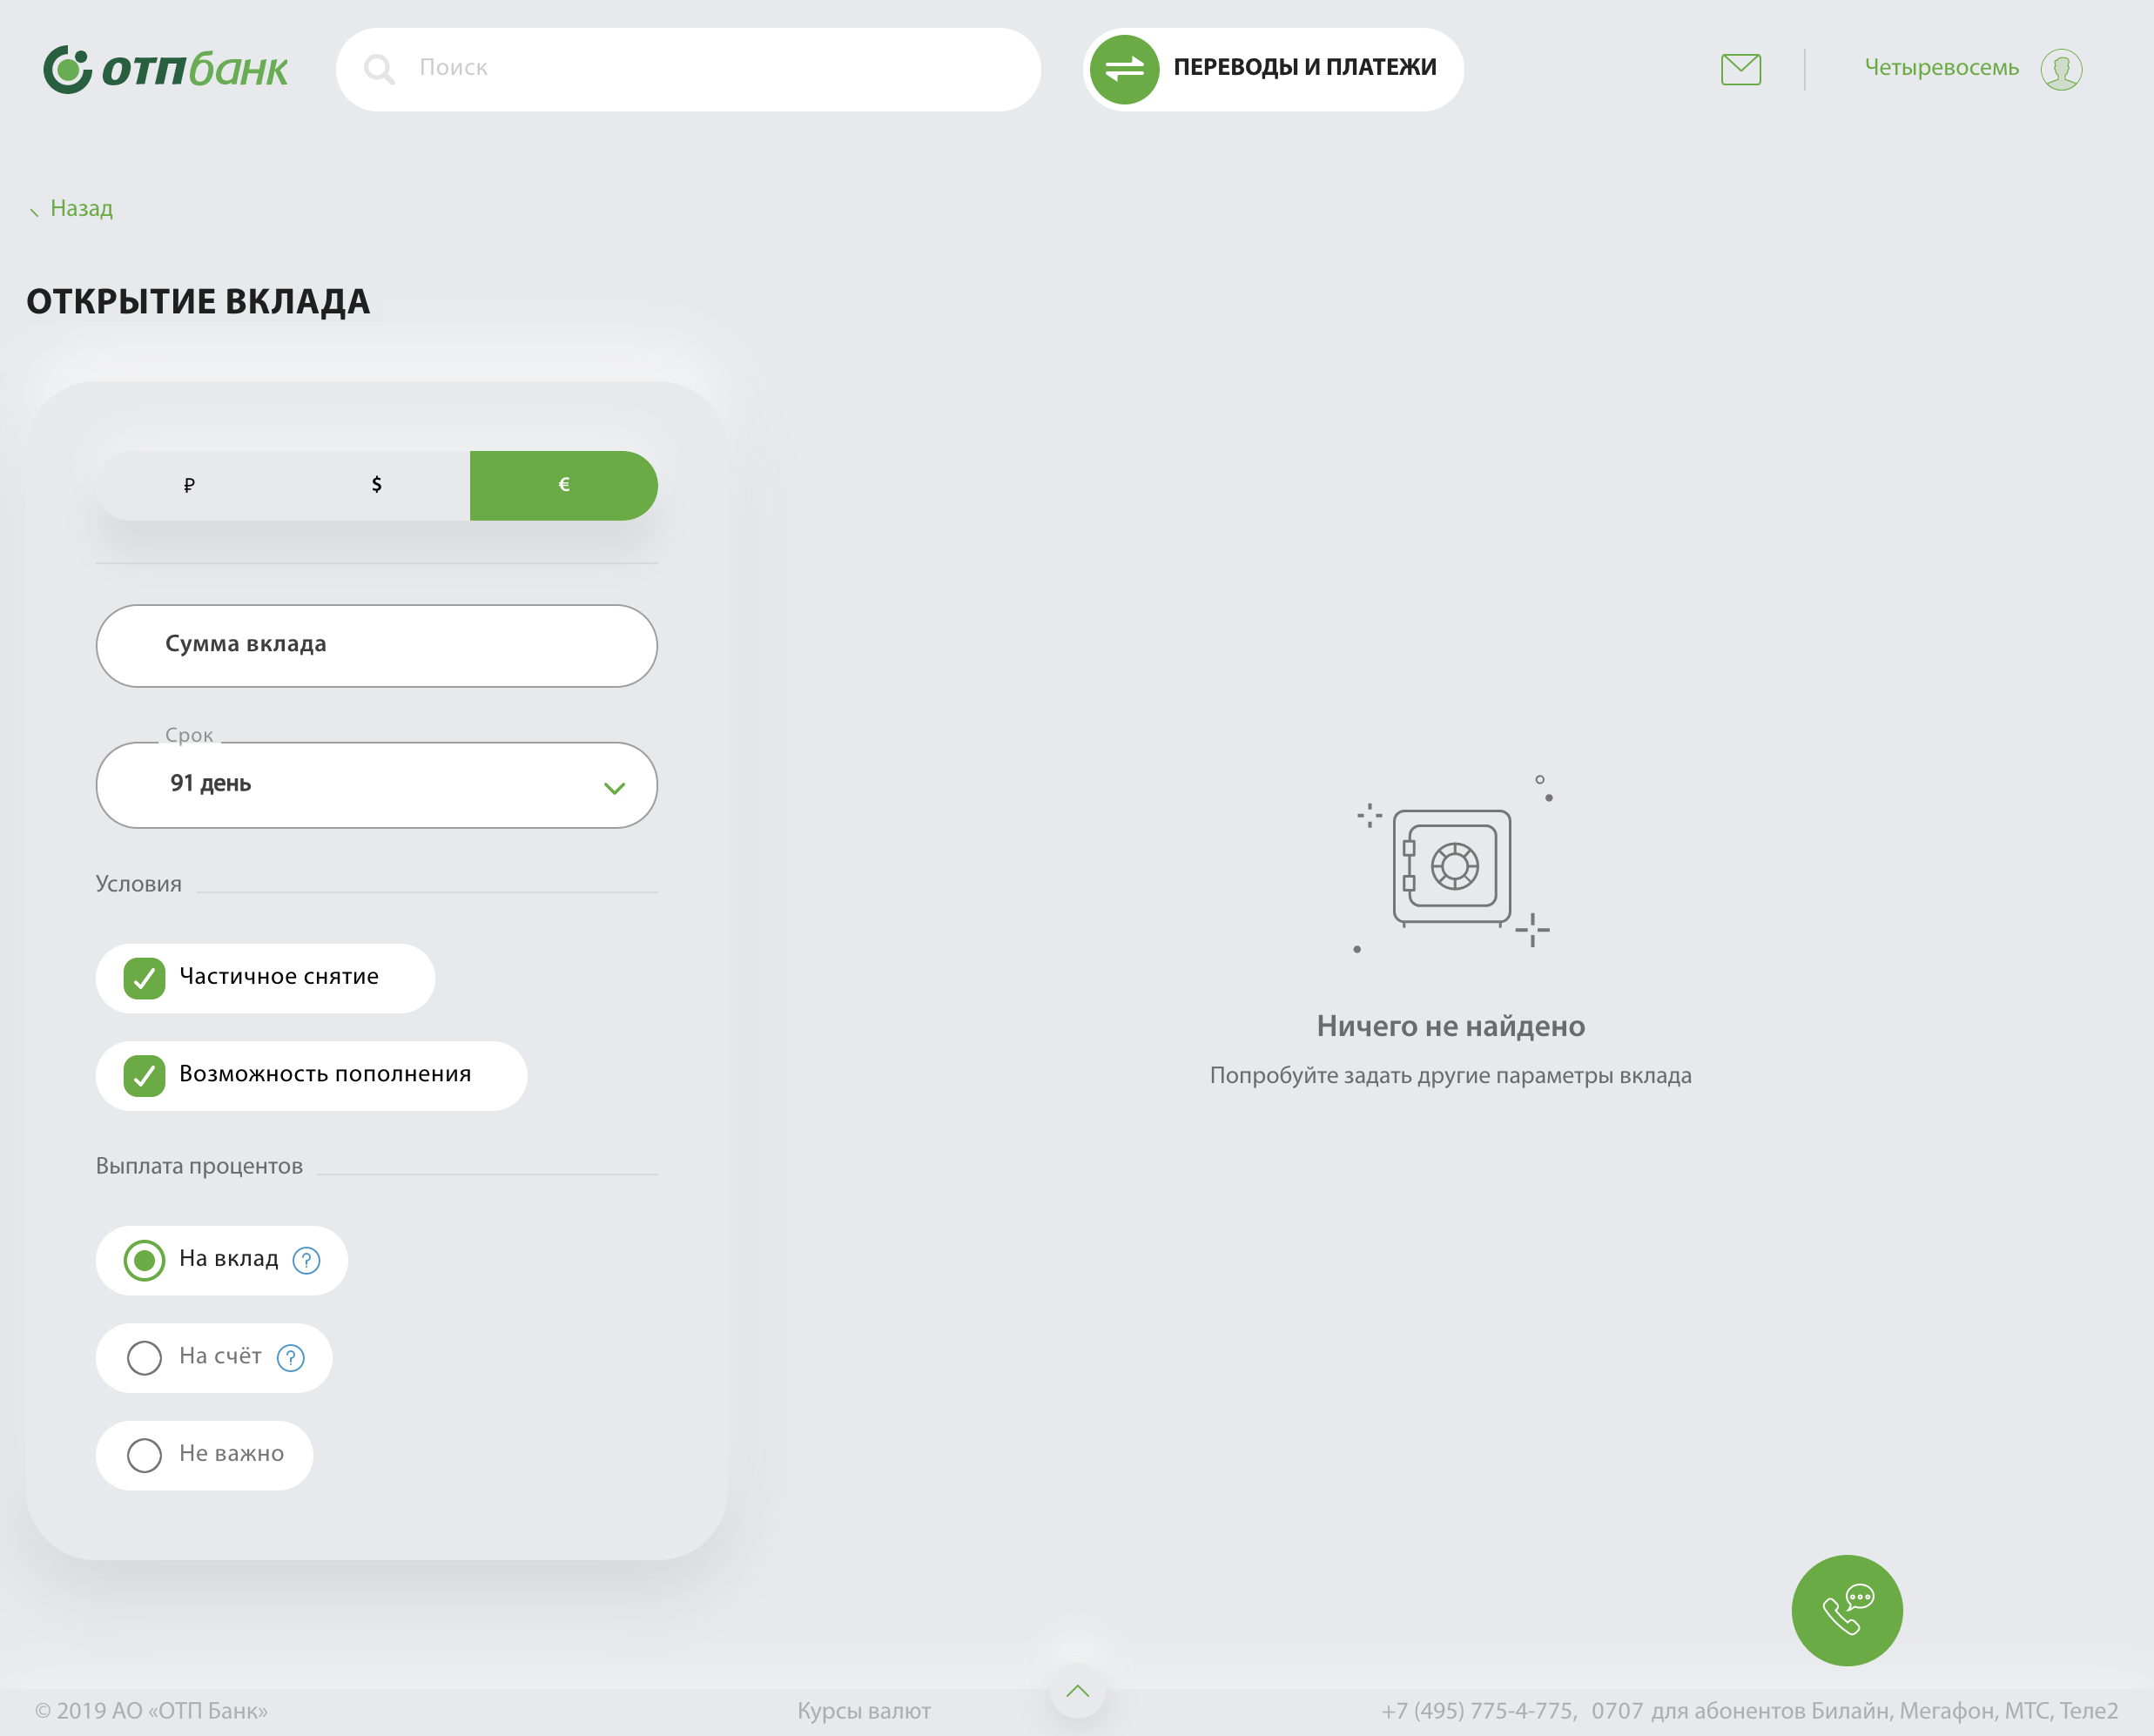 ОТПбанк
Поиск
ПЕРЕВОДЫ И ПЛАТЕЖИ
Четыревосемь
Назад
ОТКРЫТИЕ ВКЛАДА
₽ $ €
Сумма вклада
Срок
91 день
Условия
Частичное снятие
Возможность пополнения
Выплата процентов
На вклад ?
На счёт ?
Не важно
Ничего не найдено
Попробуйте задать другие параметры вклада
© 2019 АО «ОТП Банк» Курсы валют +7 (495) 775-4-775, 0707 для абонентов Билайн, Мегафон, МТС, Теле2